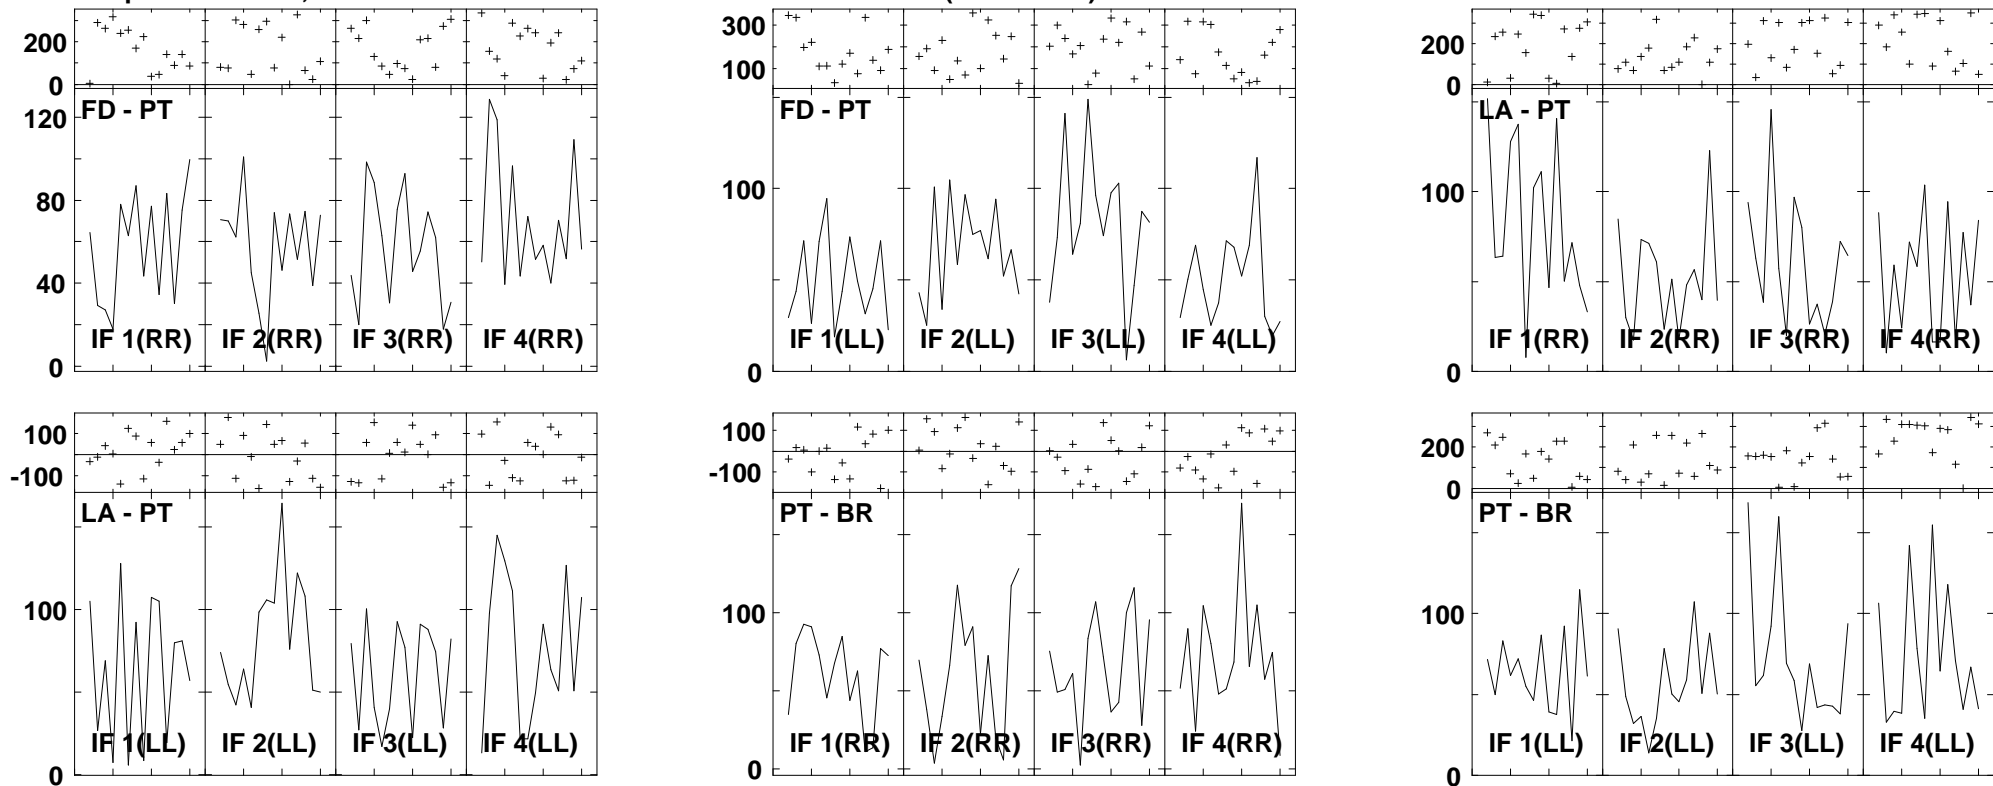 200
0
FD - PT
120
80
40
0
IF 1(RR) IF 2(RR) IF 3(RR) IF 4(RR)
300
100
FD - PT
100
0
IF 1(LL) IF 2(LL) IF 3(LL) IF 4(LL)
200
0
LA - PT
100
0
IF 1(RR) IF 2(RR) IF 3(RR) IF 4(RR)
100
-100
LA - PT
100
0
IF 1(LL) IF 2(LL) IF 3(LL) IF 4(LL)
100
-100
PT - BR
100
0
IF 1(RR) IF 2(RR) IF 3(RR) IF 4(RR)
200
0
PT - BR
100
0
IF 1(LL) IF 2(LL) IF 3(LL) IF 4(LL)